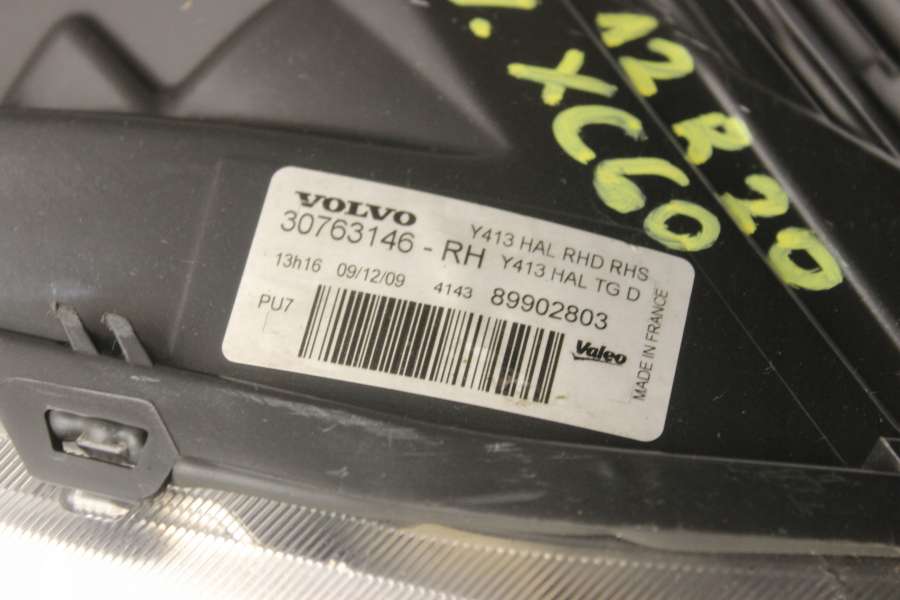 XC60
12R20
VOLVO
30763146 - RH
Y413 HAL RHD RHS
Y413 HAL TG D
13h16 09/12/09 4143 89902803
PU7
Valeo
MADE IN FRANCE